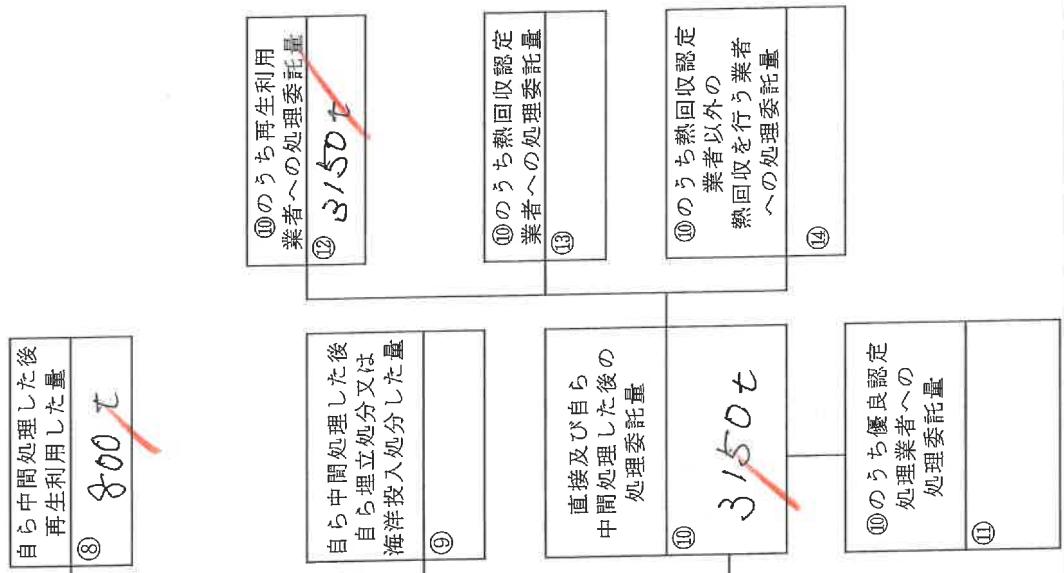 自ら中間処理した後
再生利用した量
⑧
800 t
自ら中間処理した後
自ら埋立処分又は
海洋投入処分した量
⑨
直接及び自ら
中間処理した後の
処理委託量
⑩
3150t
⑩のうち優良認定
処理業者への
処理委託量
⑪
⑩のうち再生利用
業者への処理委託量
⑫
3150 t
⑩のうち熱回収認定
業者への処理委託量
⑬
⑩のうち熱回収認定
業者以外の
熱回収を行う業者
への処理委託量
⑭